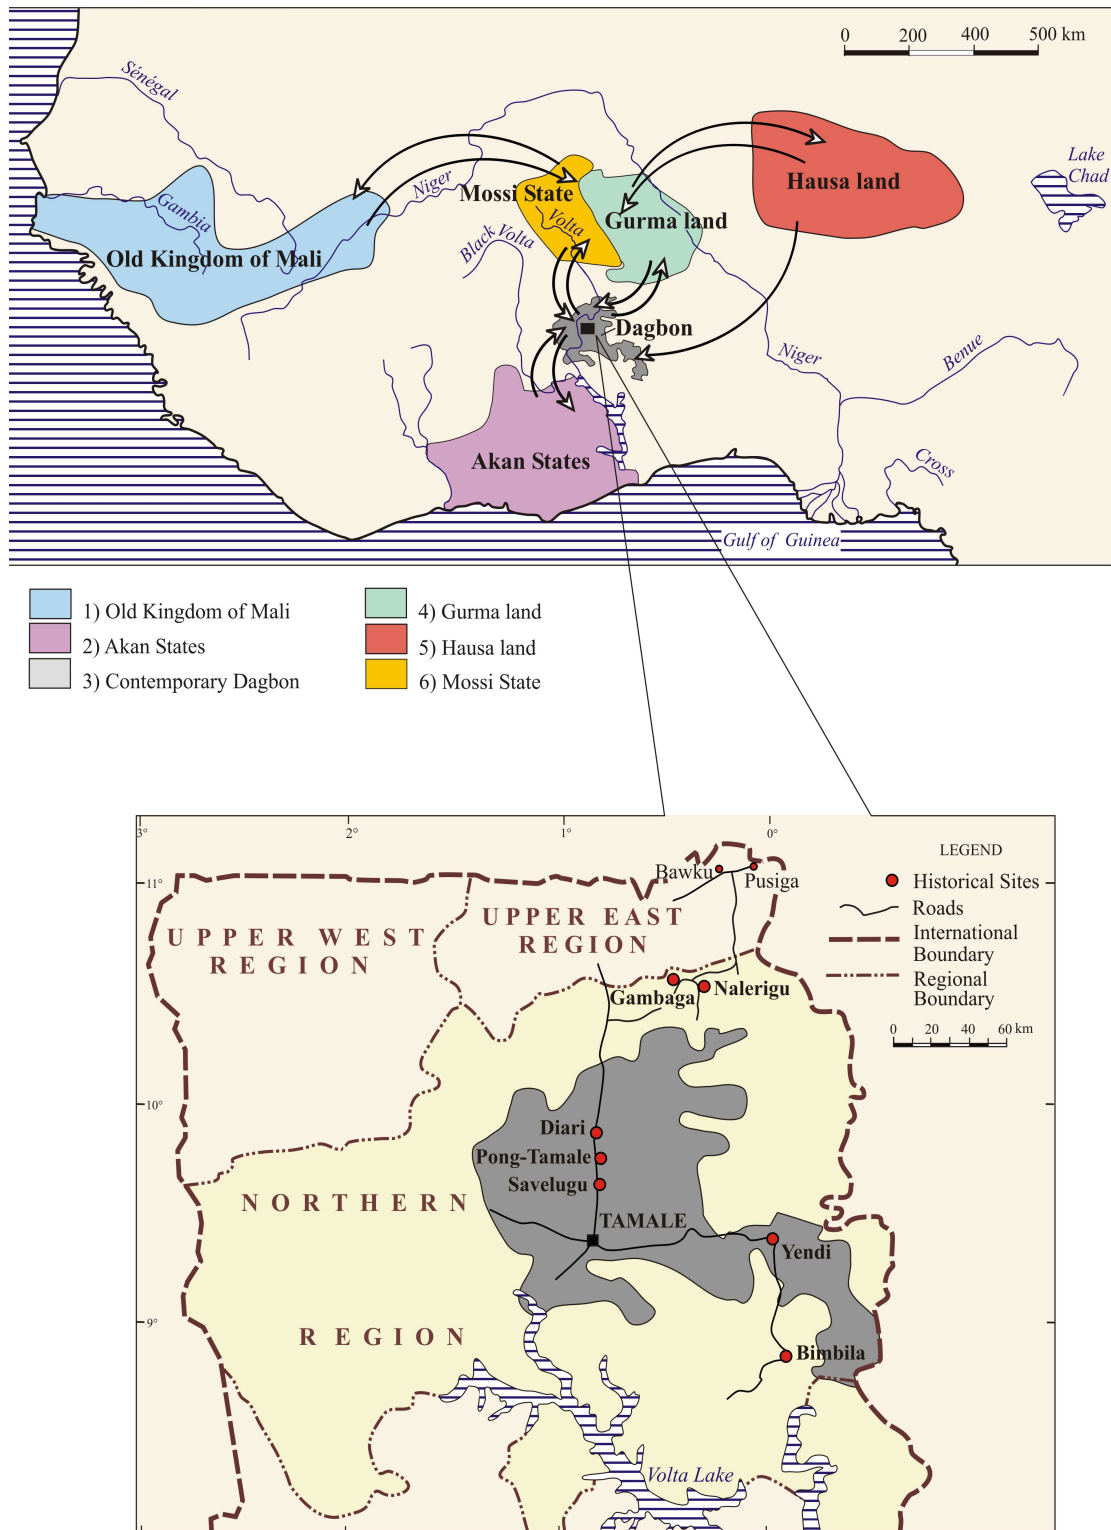 0 200 400 500 km
Sénégal
Lake
Chad
Niger
Mossi State
Hausa land
Gambia
Volta
Gurma land
Black Volta
Old Kingdom of Mali
Dagbon
Niger
Benue
Akan States
Cross
Gulf of Guinea
1) Old Kingdom of Mali
2) Akan States
3) Contemporary Dagbon
4) Gurma land
5) Hausa land
6) Mossi State
3° 2° 1° 0°
LEGEND
Historical Sites
Roads
International
Boundary
Regional
Boundary
0 20 40 60 km
11°
10°
9°
Bawku
Pusiga
UPPER WEST
REGION
UPPER EAST
REGION
Gambaga
Nalerigu
Diari
Pong-Tamale
Savelugu
NORTHERN
TAMALE
Yendi
REGION
Bimbila
Volta Lake